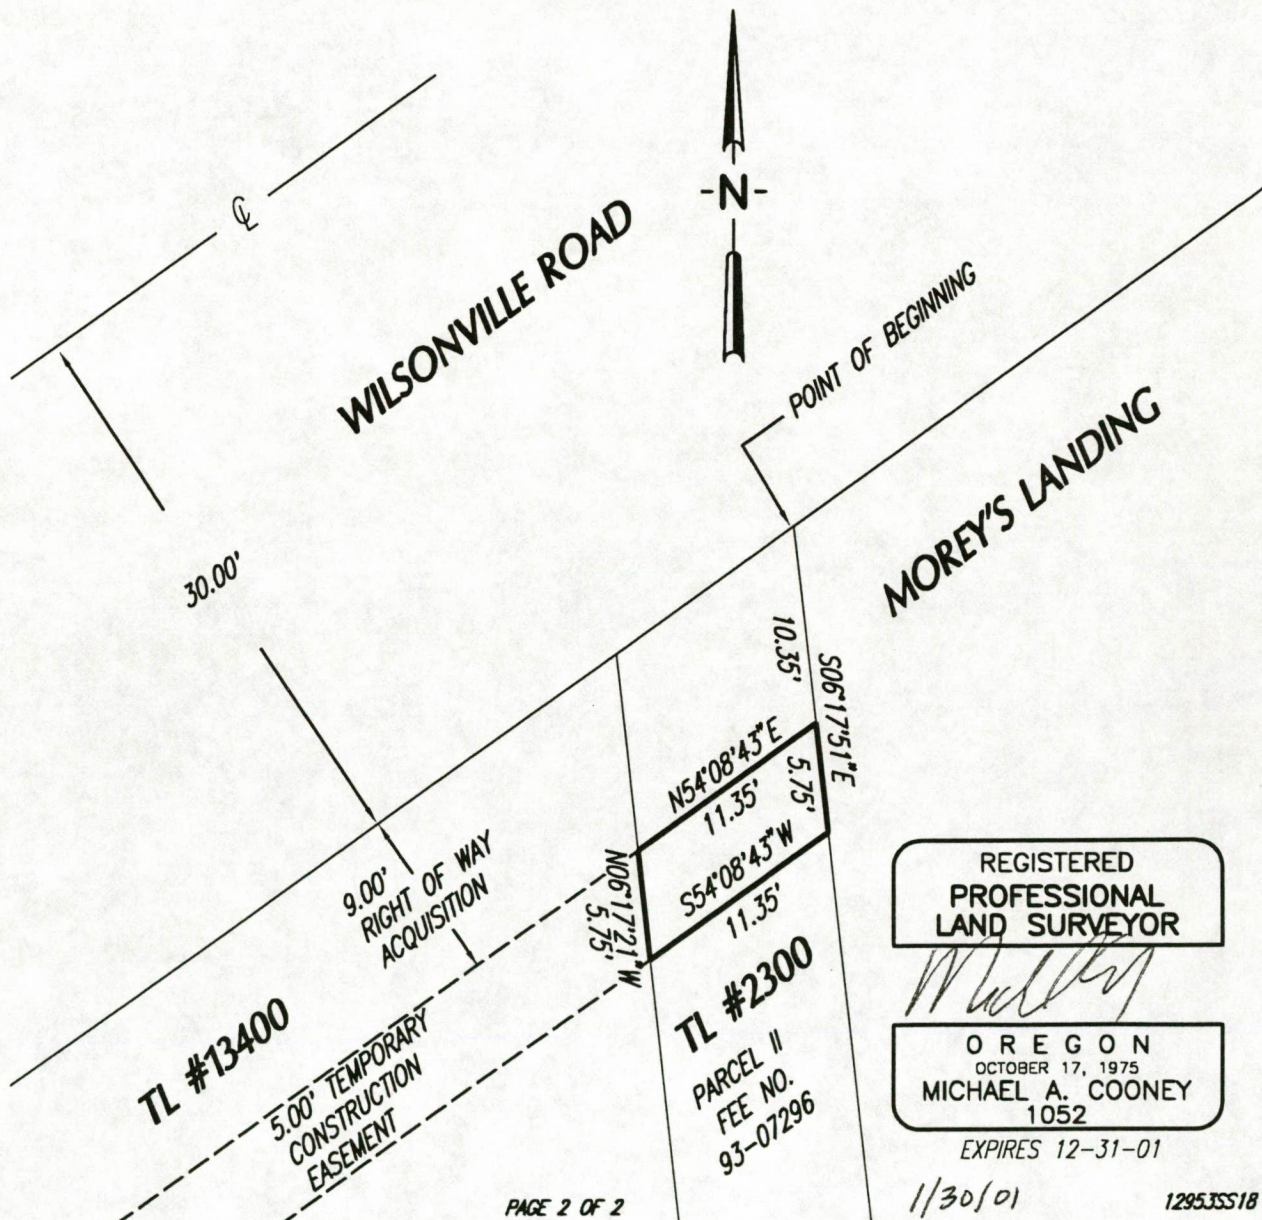 ℄
WILSONVILLE ROAD
-N-
POINT OF BEGINNING
MOREY'S LANDING
30.00'
10.35'
S06°17'51"E
N54°08'43"E
11.35'
5.75'
S54°08'43"W
11.35'
N06°17'21"W
5.75'
9.00'
RIGHT OF WAY
ACQUISITION
TL #13400
5.00' TEMPORARY
CONSTRUCTION
EASEMENT
TL #2300
PARCEL II
FEE NO.
93-07296
REGISTERED
PROFESSIONAL
LAND SURVEYOR
OREGON
OCTOBER 17, 1975
MICHAEL A. COONEY
1052
EXPIRES 12-31-01
1/30/01
PAGE 2 OF 2
12953SS18